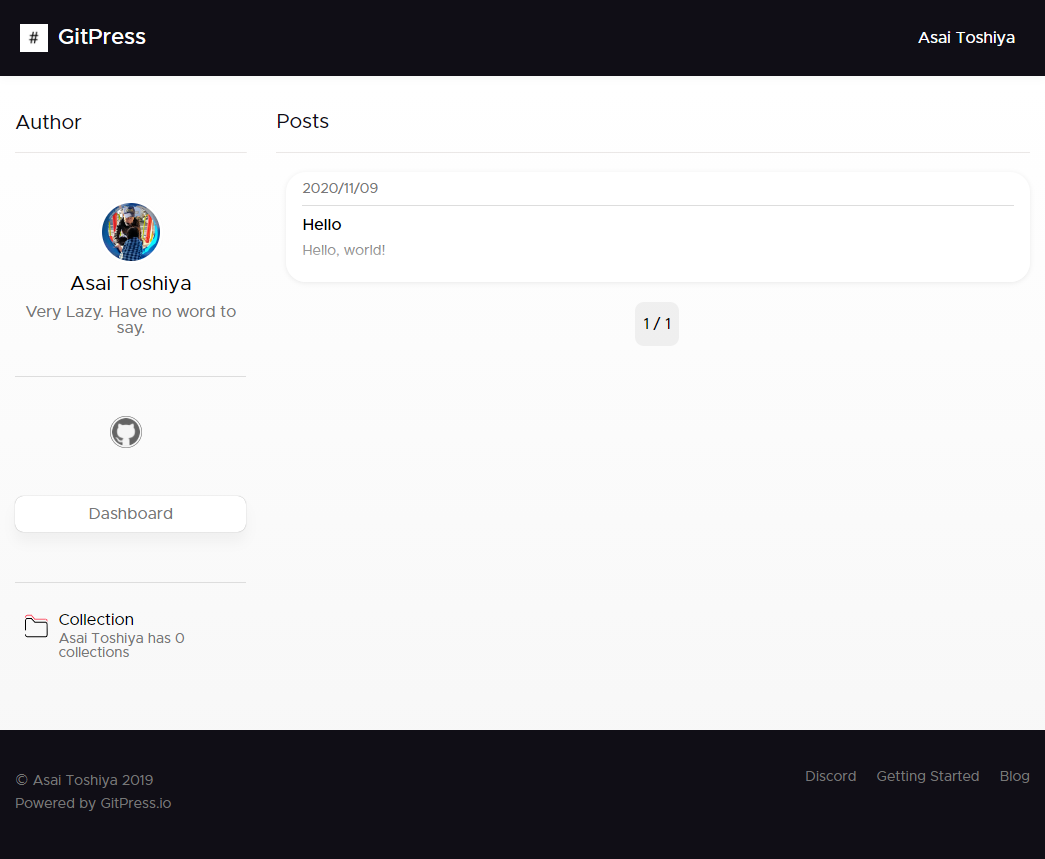 # GitPress
Asai Toshiya
Author
Posts
Asai Toshiya
Very Lazy. Have no word to
say.
Dashboard
Collection
Asai Toshiya has 0
collections
2020/11/09
Hello
Hello, world!
1 / 1
© Asai Toshiya 2019
Powered by GitPress.io
Discord Getting Started Blog